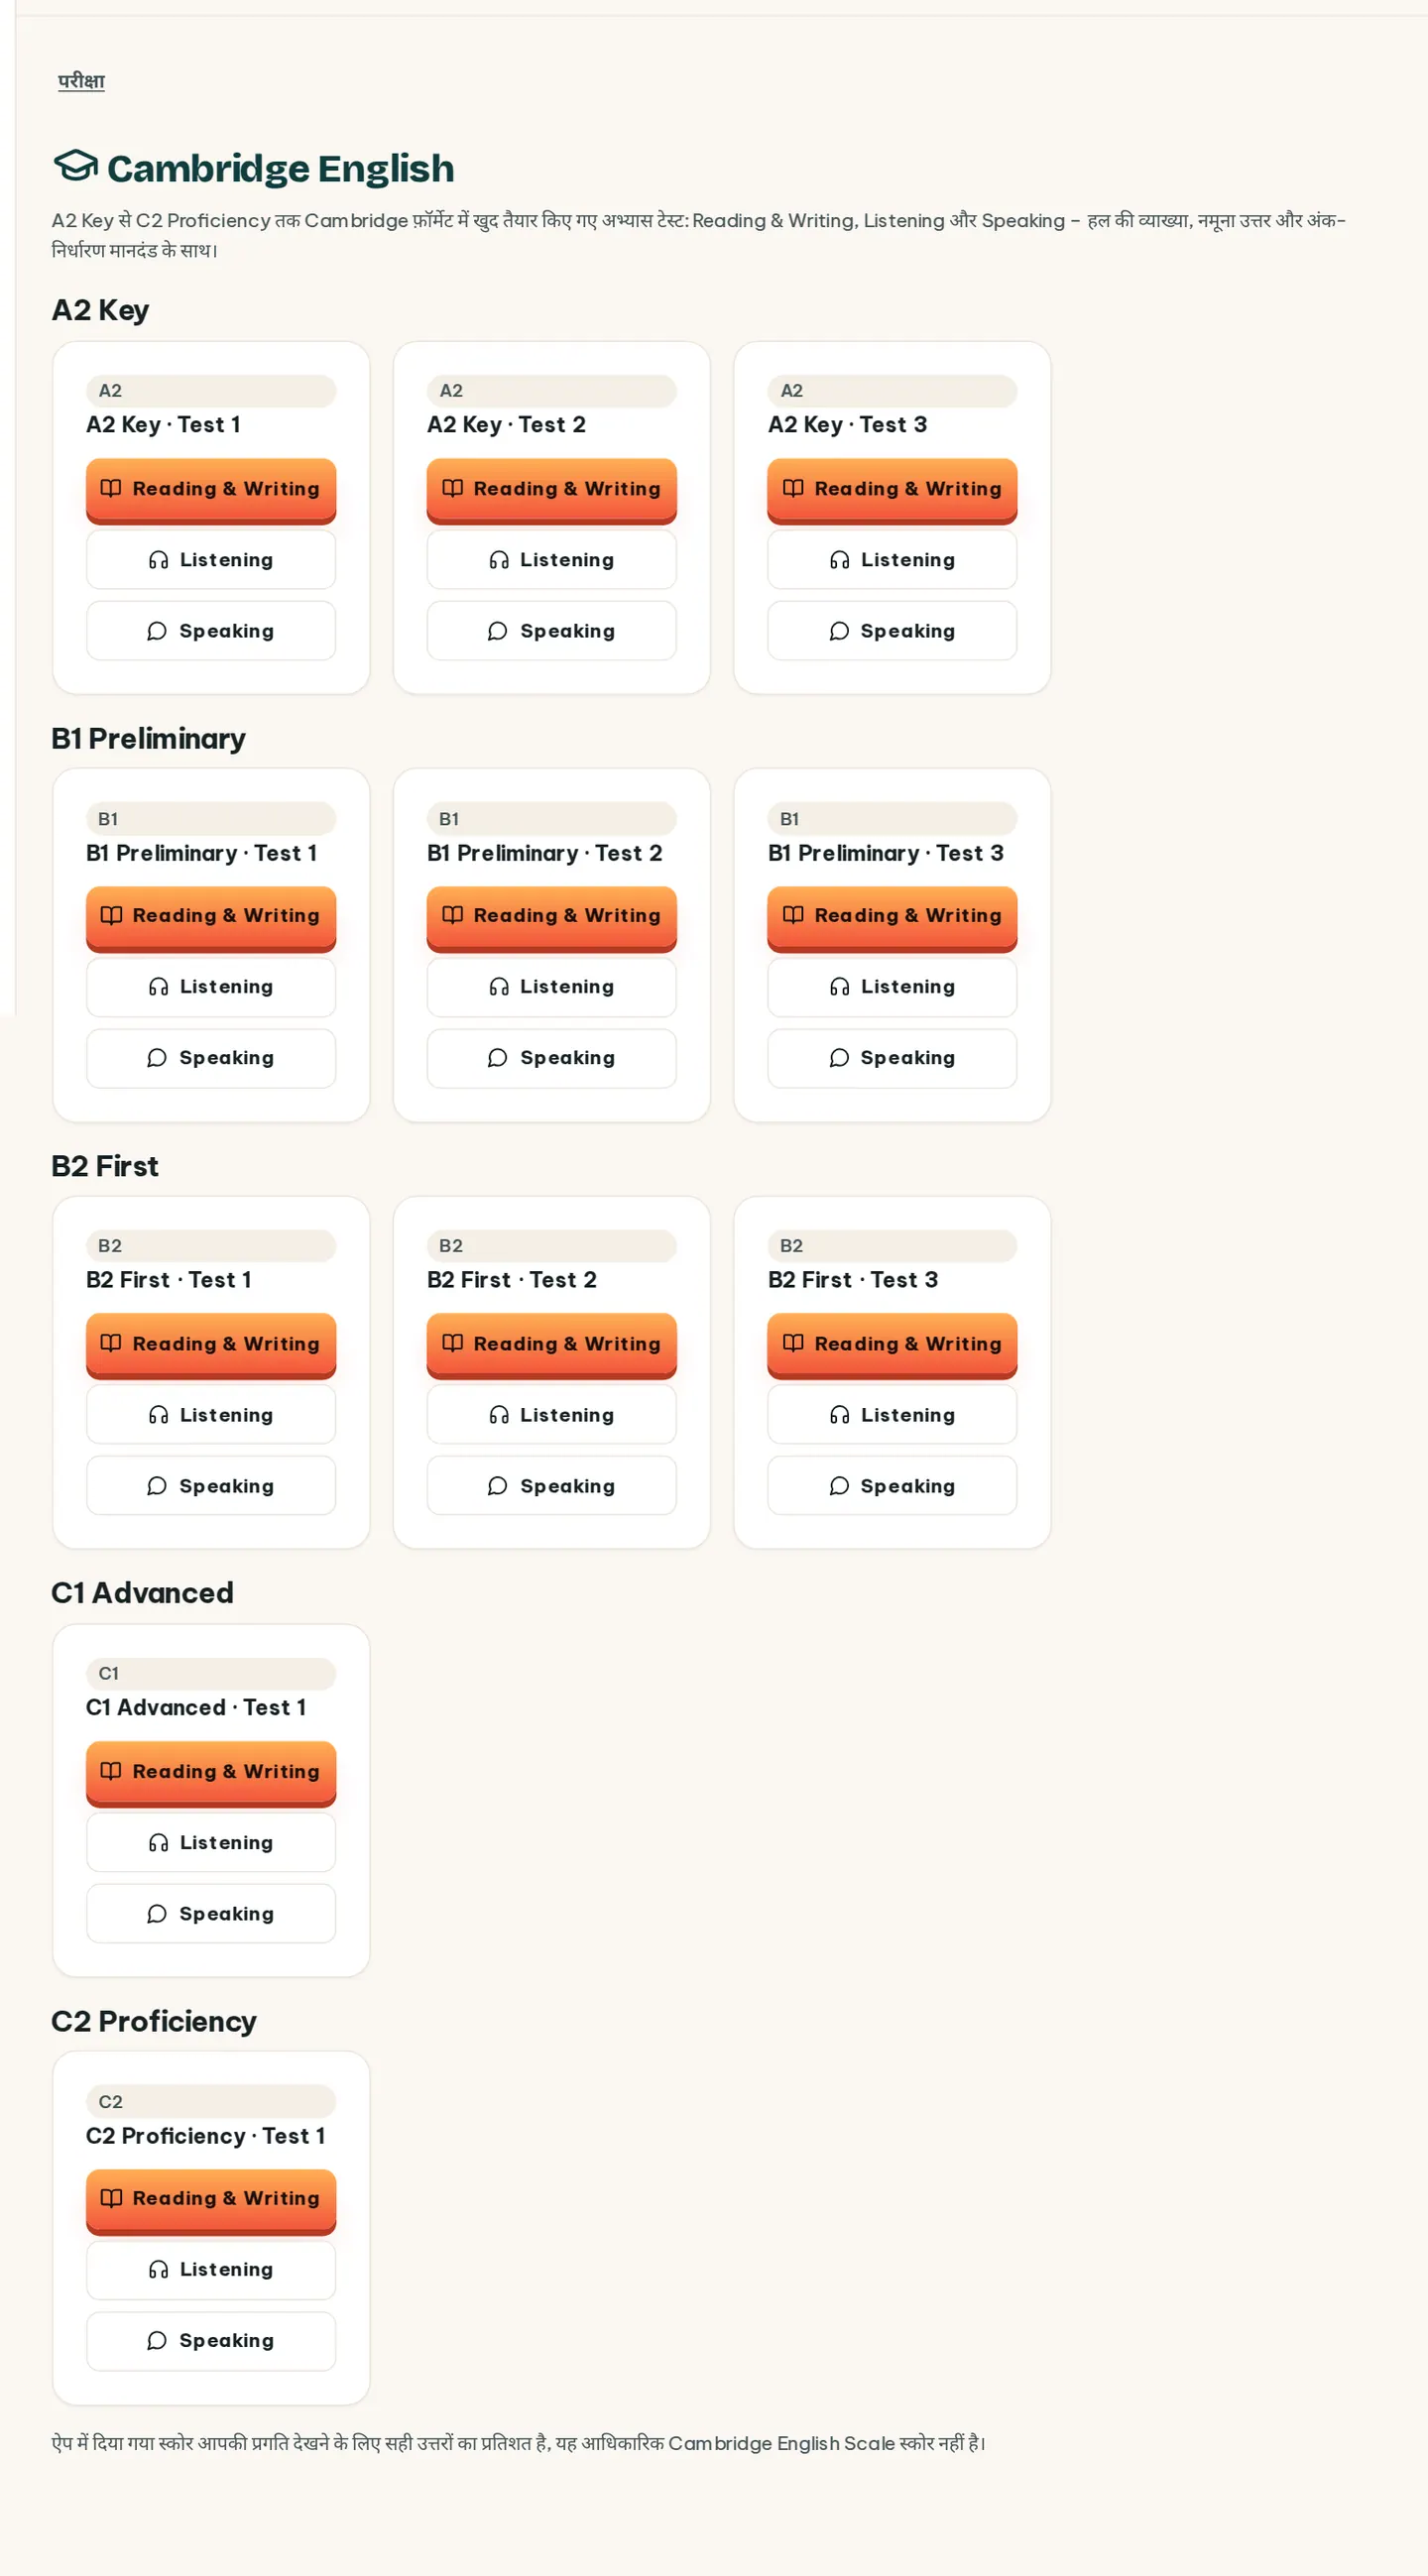 परीक्षा
Cambridge English
A2 Key से C2 Proficiency तक Cambridge फ़ॉर्मेट में खुद तैयार किए गए अभ्यास टेस्ट: Reading & Writing, Listening और Speaking – हल की व्याख्या, नमूना उत्तर और अंक-
निर्धारण मानदंड के साथ।
A2 Key
A2 A2 A2
A2 Key · Test 1 A2 Key · Test 2 A2 Key · Test 3
Reading & Writing Reading & Writing Reading & Writing
Listening Listening Listening
Speaking Speaking Speaking
B1 Preliminary
B1 B1 B1
B1 Preliminary · Test 1 B1 Preliminary · Test 2 B1 Preliminary · Test 3
Reading & Writing Reading & Writing Reading & Writing
Listening Listening Listening
Speaking Speaking Speaking
B2 First
B2 B2 B2
B2 First · Test 1 B2 First · Test 2 B2 First · Test 3
Reading & Writing Reading & Writing Reading & Writing
Listening Listening Listening
Speaking Speaking Speaking
C1 Advanced
C1
C1 Advanced · Test 1
Reading & Writing
Listening
Speaking
C2 Proficiency
C2
C2 Proficiency · Test 1
Reading & Writing
Listening
Speaking
ऐप में दिया गया स्कोर आपकी प्रगति देखने के लिए सही उत्तरों का प्रतिशत है, यह आधिकारिक Cambridge English Scale स्कोर नहीं है।